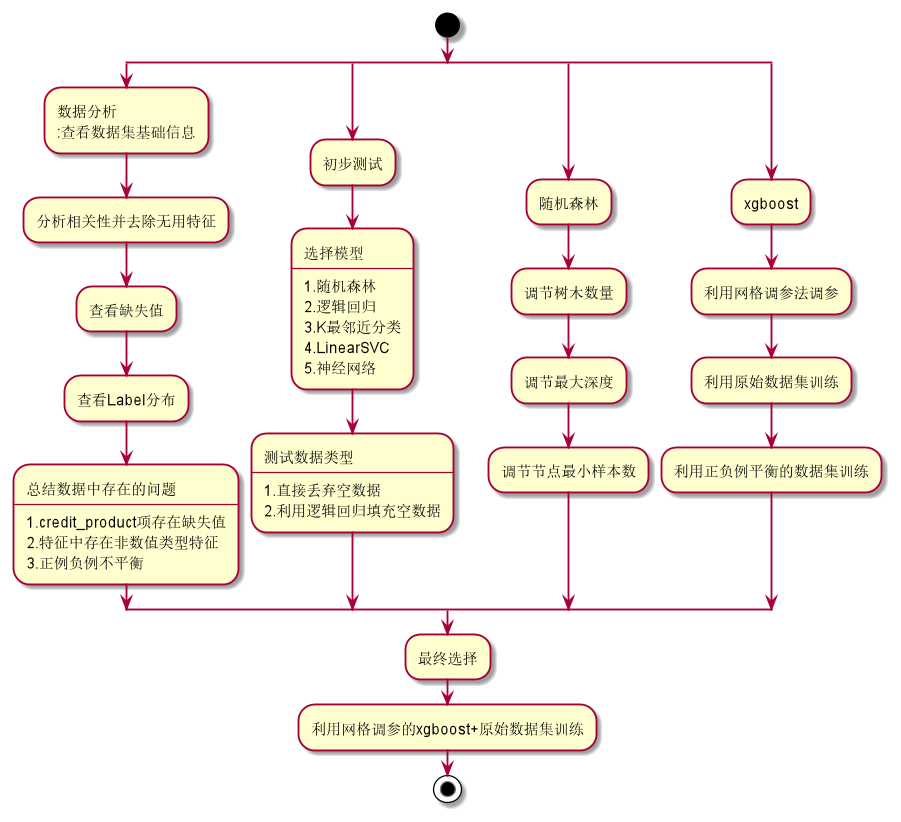 数据分析
:查看数据集基础信息
分析相关性并去除无用特征
查看缺失值
查看Label分布
总结数据中存在的问题
1.credit_product项存在缺失值
2.特征中存在非数值类型特征
3.正例负例不平衡
初步测试
选择模型
1.随机森林
2.逻辑回归
3.K最邻近分类
4.LinearSVC
5.神经网络
测试数据类型
1.直接丢弃空数据
2.利用逻辑回归填充空数据
随机森林
调节树木数量
调节最大深度
调节节点最小样本数
xgboost
利用网格调参法调参
利用原始数据集训练
利用正负例平衡的数据集训练
最终选择
利用网格调参的xgboost+原始数据集训练